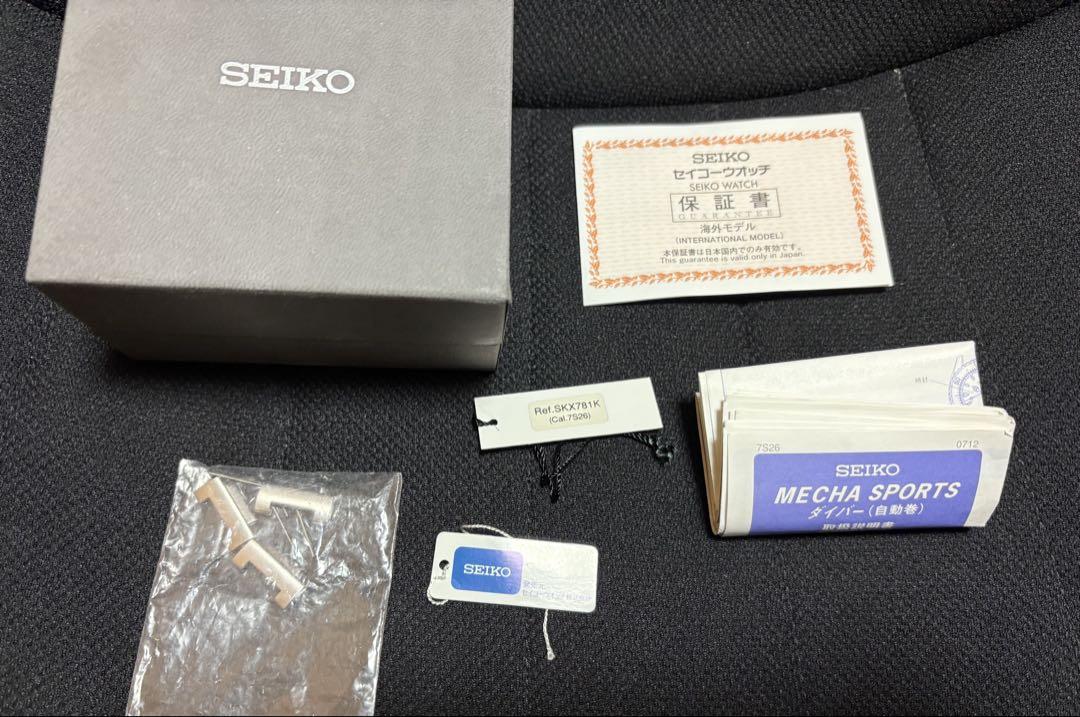 SEIKO
SEIKO
セイコーウオッチ
SEIKO WATCH
保証書
GUARANTEE
海外モデル
(INTERNATIONAL MODEL)
本保証書は日本国内でのみ有効です。
This guarantee is valid only in Japan.
Ref.SKX781K
(Cal.7S26)
7S26 0712
SEIKO
MECHA SPORTS
ダイバー(自動巻)
取扱説明書
SEIKO
発売元